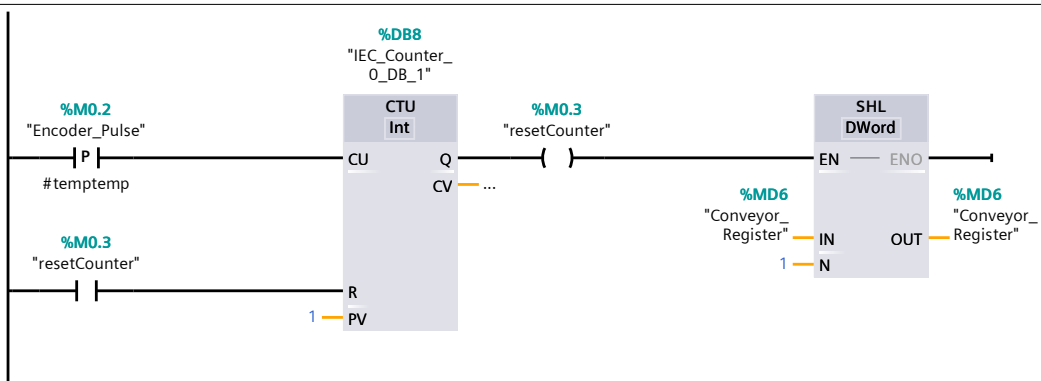 %DB8
"IEC_Counter_
0_DB_1"
CTU
Int
%M0.2
"Encoder_Pulse"
P
#temptemp
CU
Q
CV
...
%M0.3
"resetCounter"
%M0.3
"resetCounter"
R
1
PV
SHL
DWord
EN
ENO
%MD6
"Conveyor_
Register"
IN
1
N
OUT
%MD6
"Conveyor_
Register"